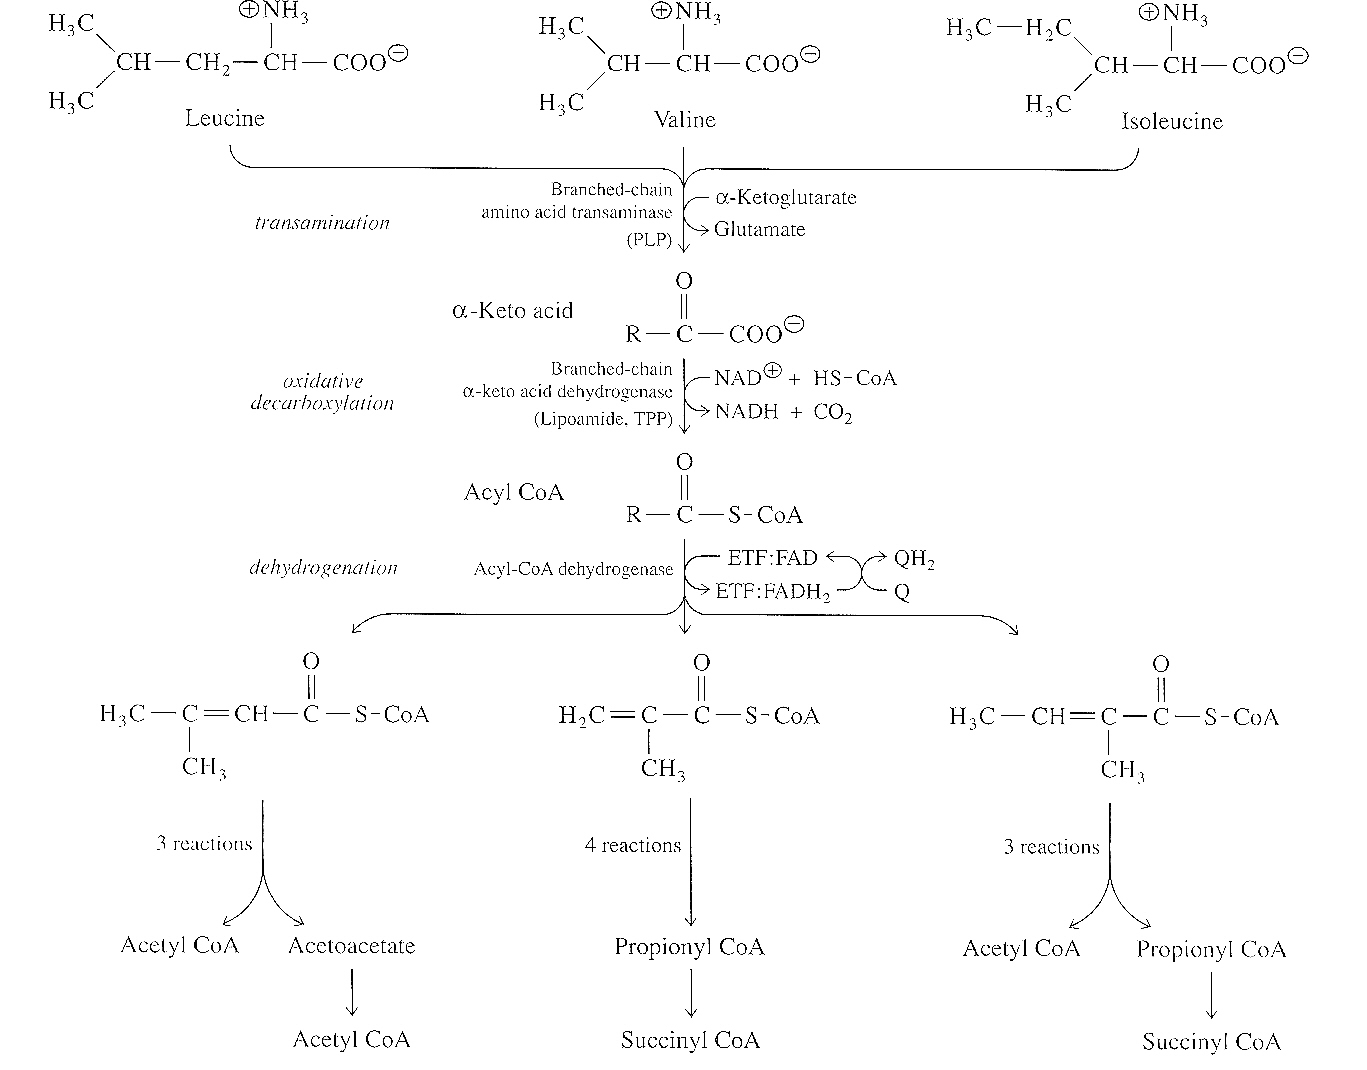 ⊕NH₃ ⊕NH₃ ⊕NH₃
H₃C H₃C H₃C—H₂C
CH—CH₂—CH—COO⊖ CH—CH—COO⊖ CH—CH—COO⊖
H₃C H₃C H₃C
Leucine Valine Isoleucine
Branched-chain
amino acid transaminase
(PLP)
transamination
α-Ketoglutarate
Glutamate
O
α-Keto acid
R—C—COO⊖
oxidative
decarboxylation
Branched-chain
α-keto acid dehydrogenase
(Lipoamide, TPP)
NAD⊕ + HS-CoA
NADH + CO₂
O
Acyl CoA
R—C—S-CoA
dehydrogenation
Acyl-CoA dehydrogenase
ETF:FAD QH₂
ETF:FADH₂ Q
O O O
H₃C—C=CH—C—S-CoA H₂C=C—C—S-CoA H₃C—CH=C—C—S-CoA
CH₃ CH₃ CH₃
3 reactions 4 reactions 3 reactions
Acetyl CoA Acetoacetate Propionyl CoA Acetyl CoA Propionyl CoA
Acetyl CoA Succinyl CoA Succinyl CoA